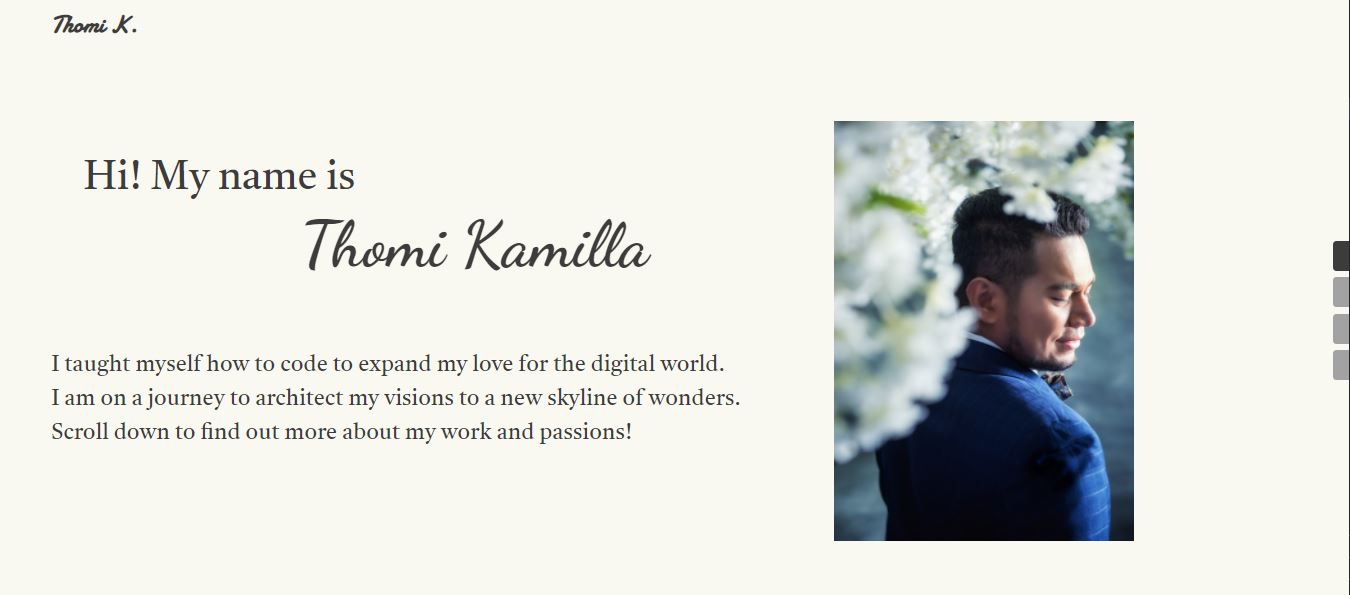 Thomi K.
Hi! My name is
Thomi Kamilla
I taught myself how to code to expand my love for the digital world.
I am on a journey to architect my visions to a new skyline of wonders.
Scroll down to find out more about my work and passions!